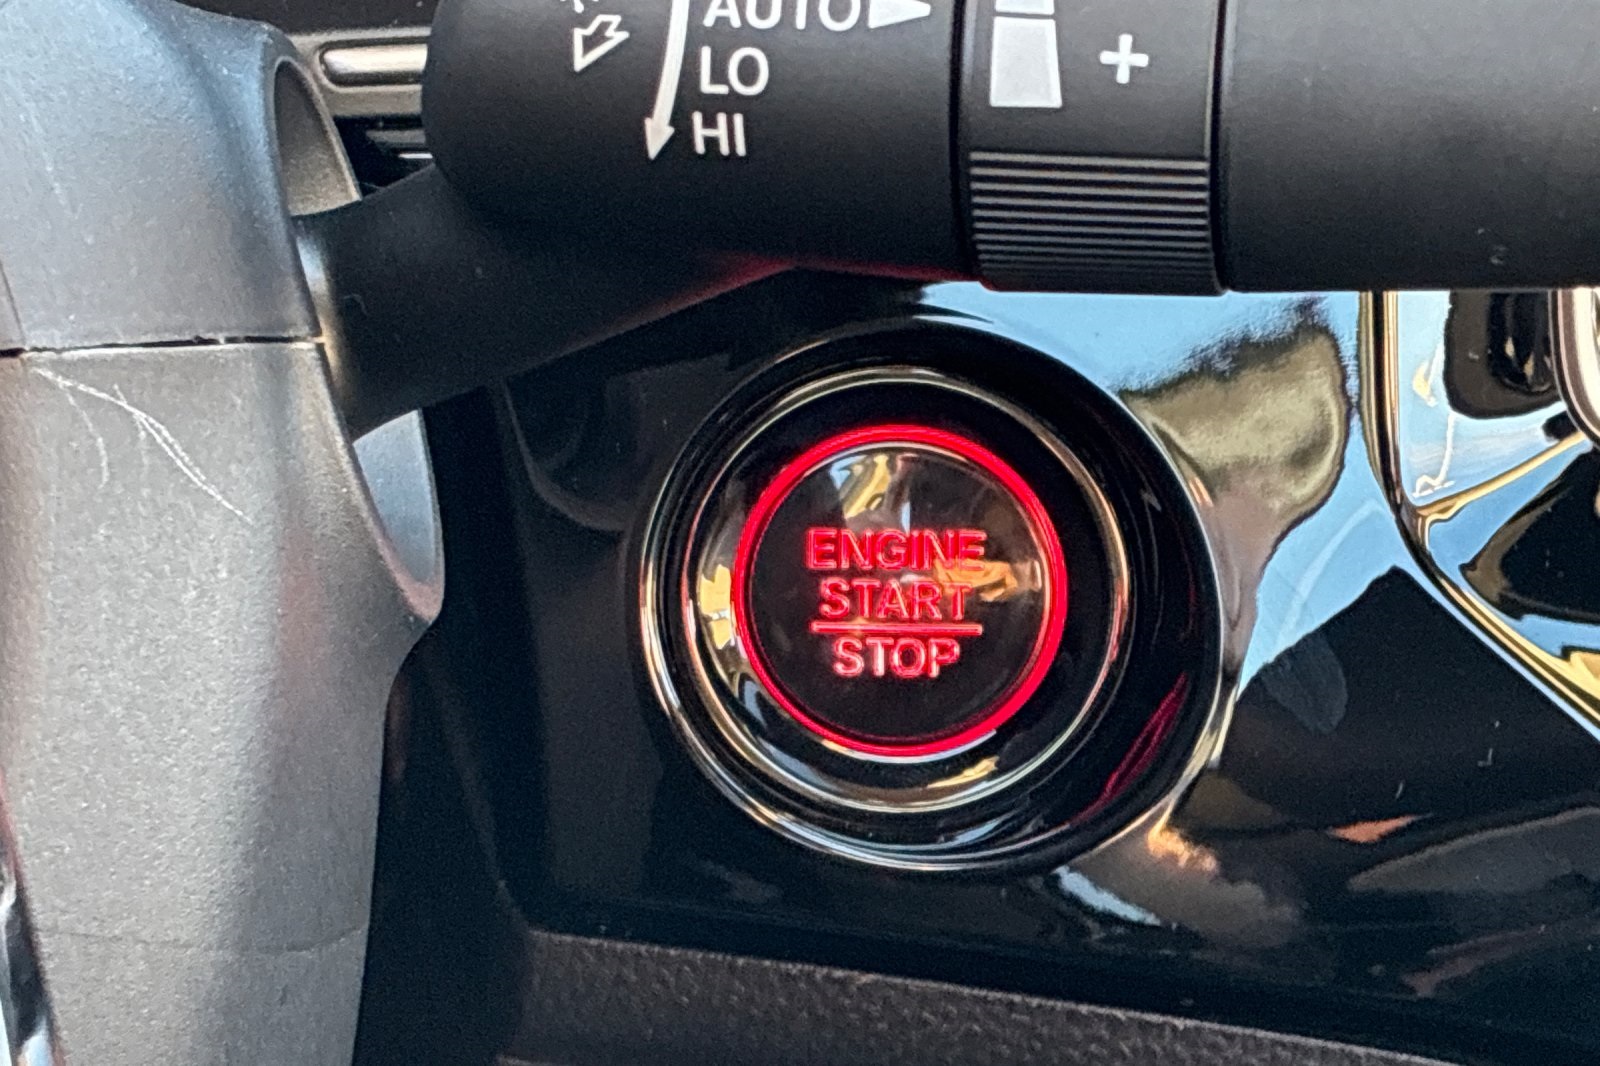 AUTO
LO
HI
+
ENGINE
START
STOP